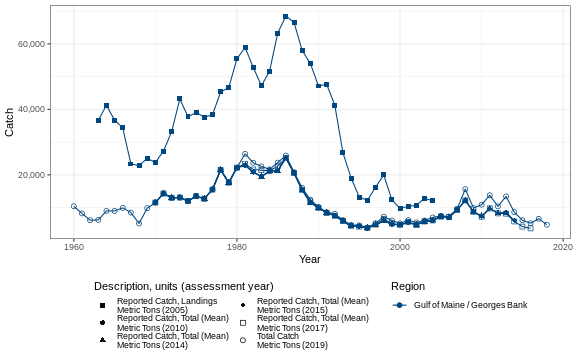 60,000
40,000
20,000
Catch
1960
1980
2000
2020
Year
Description, units (assessment year)
Reported Catch, Landings
Metric Tons (2005)
Reported Catch, Total (Mean)
Metric Tons (2010)
Reported Catch, Total (Mean)
Metric Tons (2014)
Reported Catch, Total (Mean)
Metric Tons (2015)
Reported Catch, Total (Mean)
Metric Tons (2017)
Total Catch
Metric Tons (2019)
Region
Gulf of Maine / Georges Bank